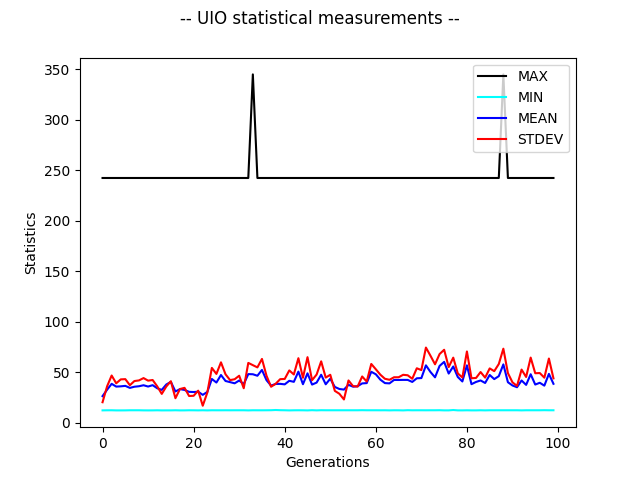 -- UIO statistical measurements --
350
300
250
200
150
100
50
0
Statistics
MAX
MIN
MEAN
STDEV
0 20 40 60 80 100
Generations